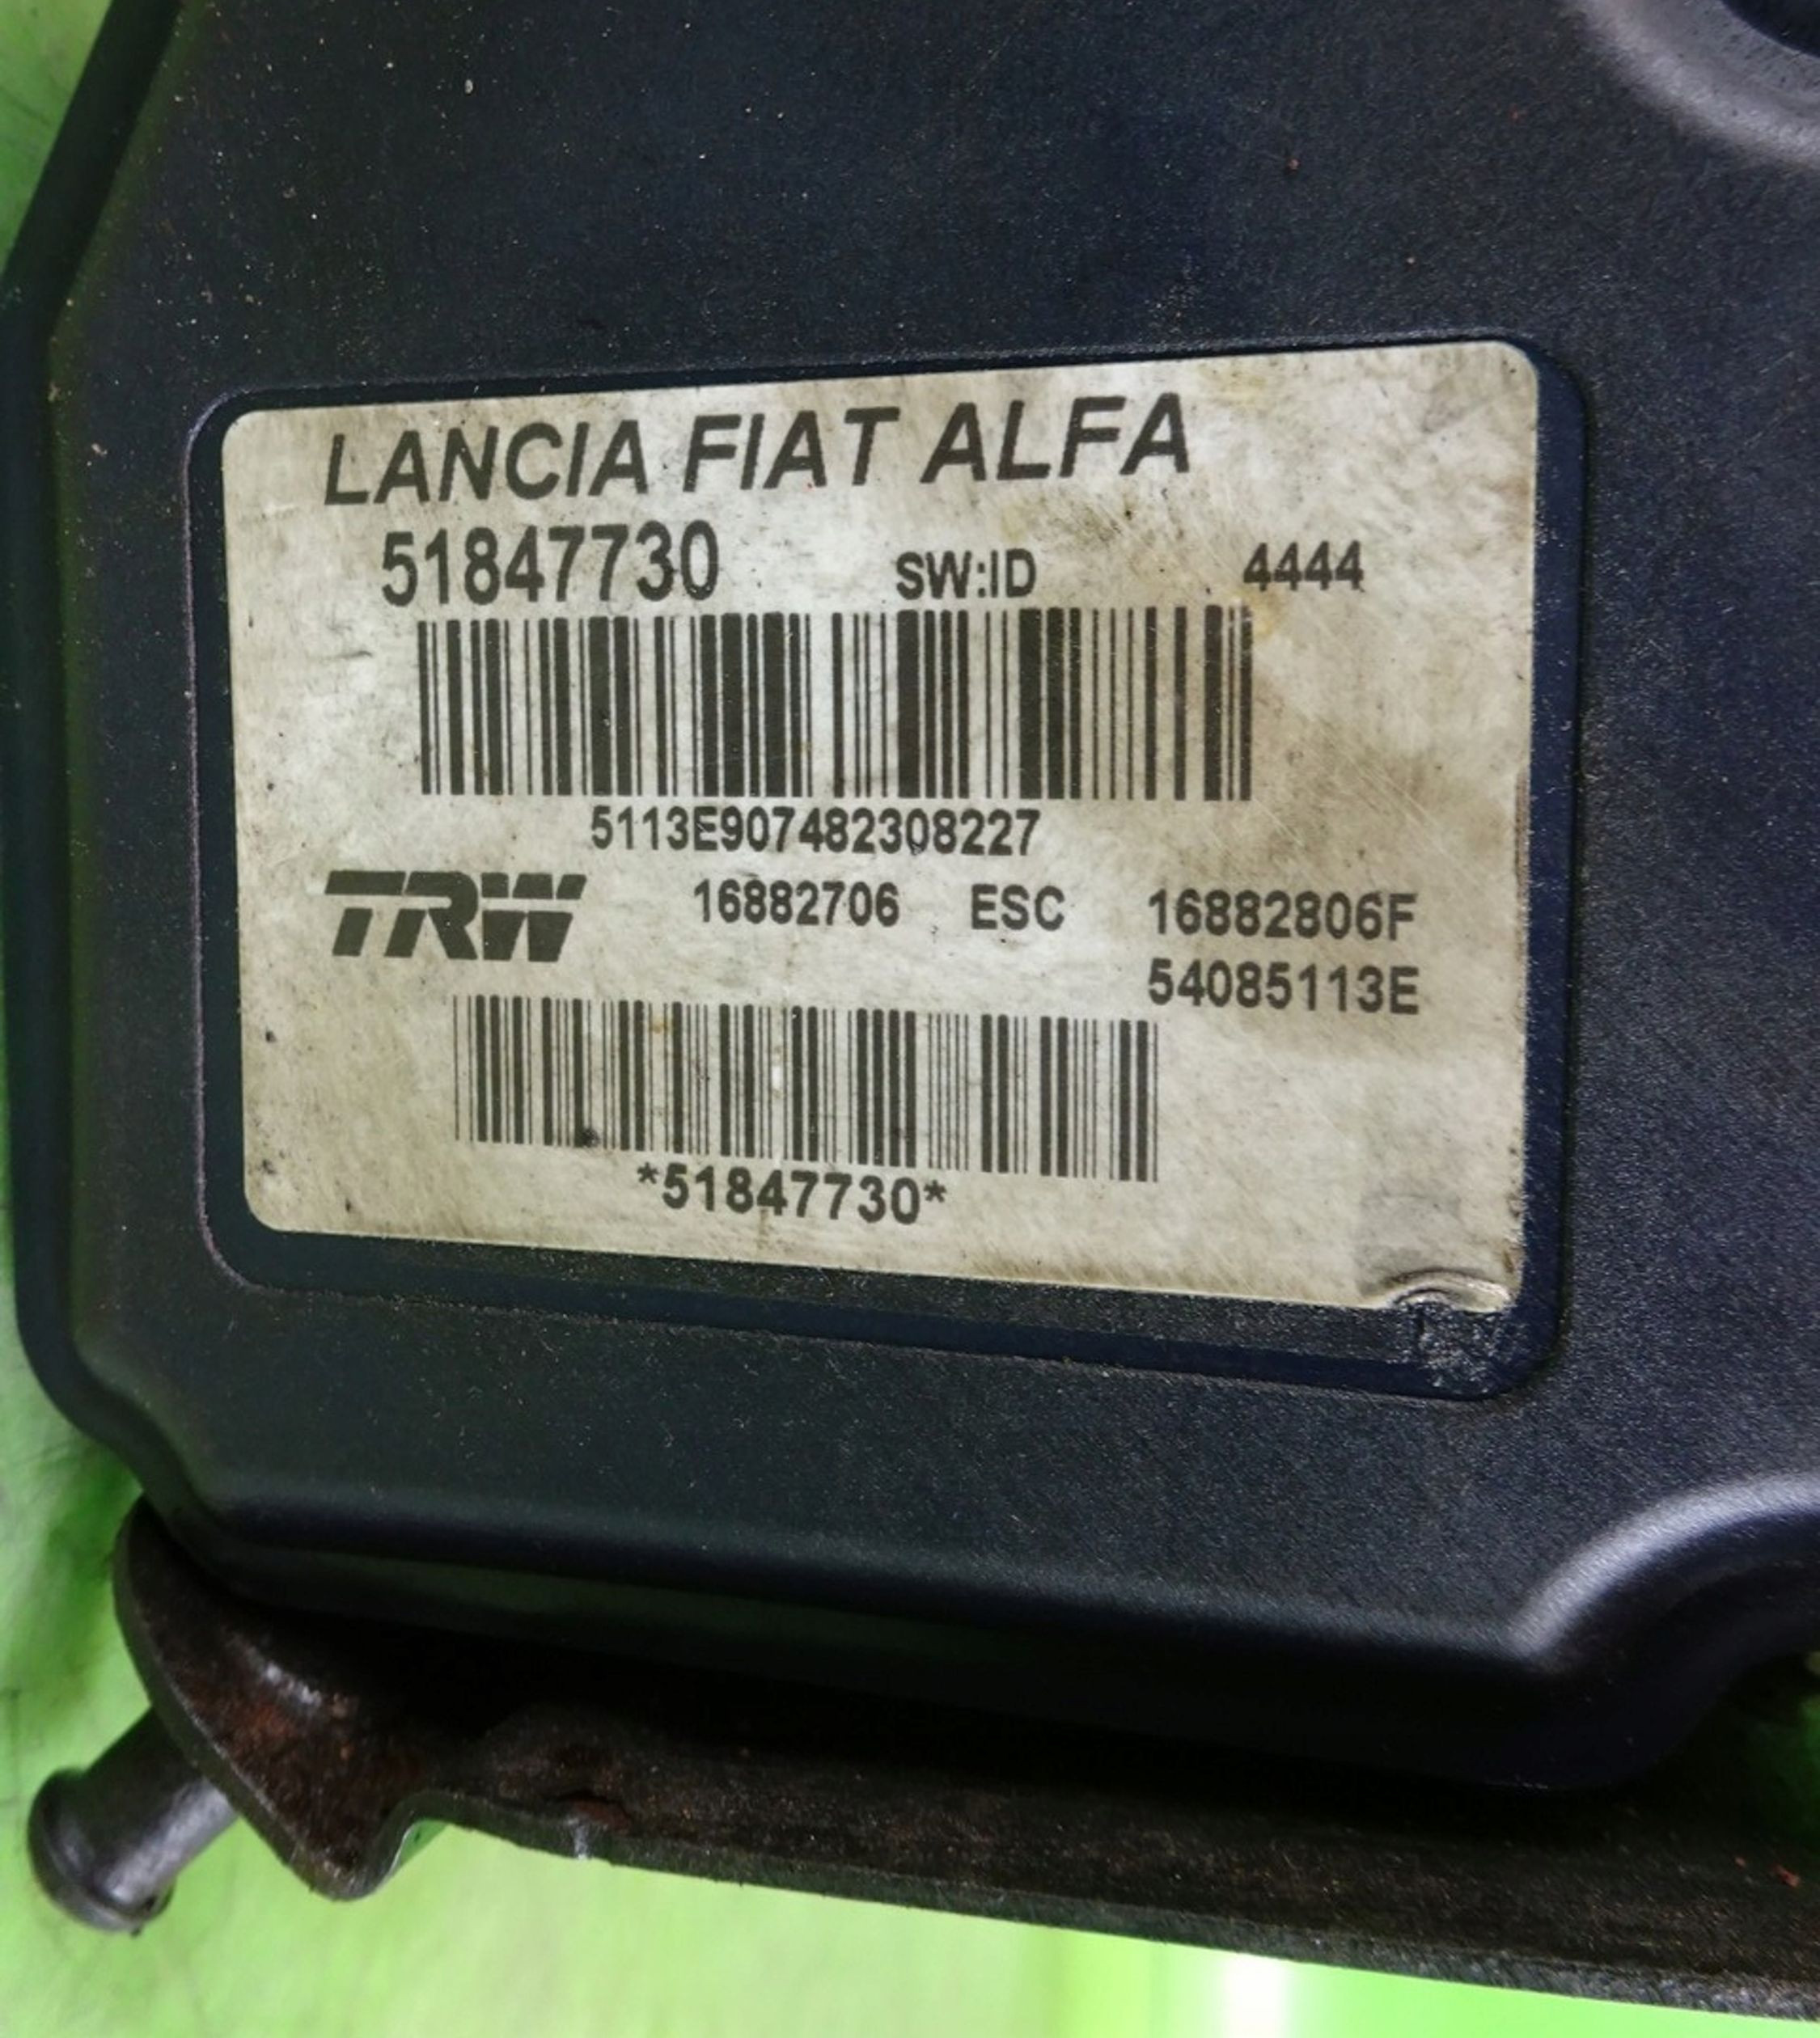 LANCIA FIAT ALFA
51847730 SW:ID 4444
5113E907482308227
TRW 16882706 ESC 16882806F
54085113E
*51847730*